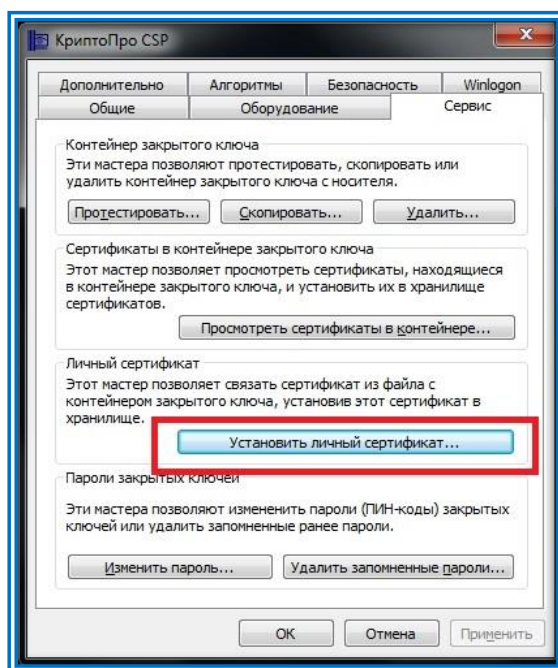 КриптоПро CSP
Дополнительно Алгоритмы Безопасность Winlogon
Общие Оборудование Сервис
Контейнер закрытого ключа
Эти мастера позволяют протестировать, скопировать или
удалить контейнер закрытого ключа с носителя.
Протестировать... Скопировать... Удалить...
Сертификаты в контейнере закрытого ключа
Этот мастер позволяет просмотреть сертификаты, находящиеся
в контейнере закрытого ключа, и установить их в хранилище
сертификатов.
Просмотреть сертификаты в контейнере...
Личный сертификат
Этот мастер позволяет связать сертификат из файла с
контейнером закрытого ключа, установив этот сертификат в
хранилище.
Установить личный сертификат...
Пароли закрытых ключей
Эти мастера позволяют измененить пароли (ПИН-коды) закрытых
ключей или удалить запомненные ранее пароли.
Изменить пароль... Удалить запомненные пароли...
ОК Отмена Применить